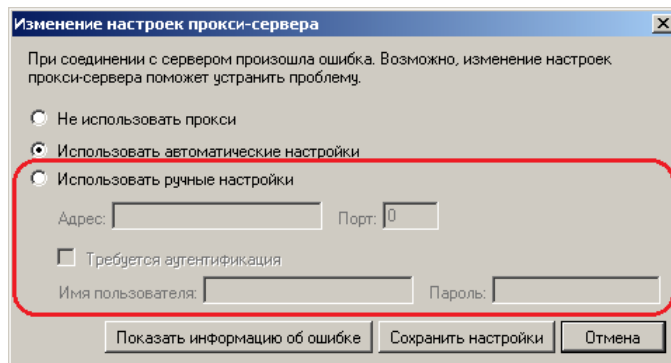 Изменение настроек прокси-сервера
При соединении с сервером произошла ошибка. Возможно, изменение настроек
прокси-сервера поможет устранить проблему.
Не использовать прокси
Использовать автоматические настройки
Использовать ручные настройки
Адрес: Порт: 0
Требуется аутентификация
Имя пользователя: Пароль:
Показать информацию об ошибке Сохранить настройки Отмена